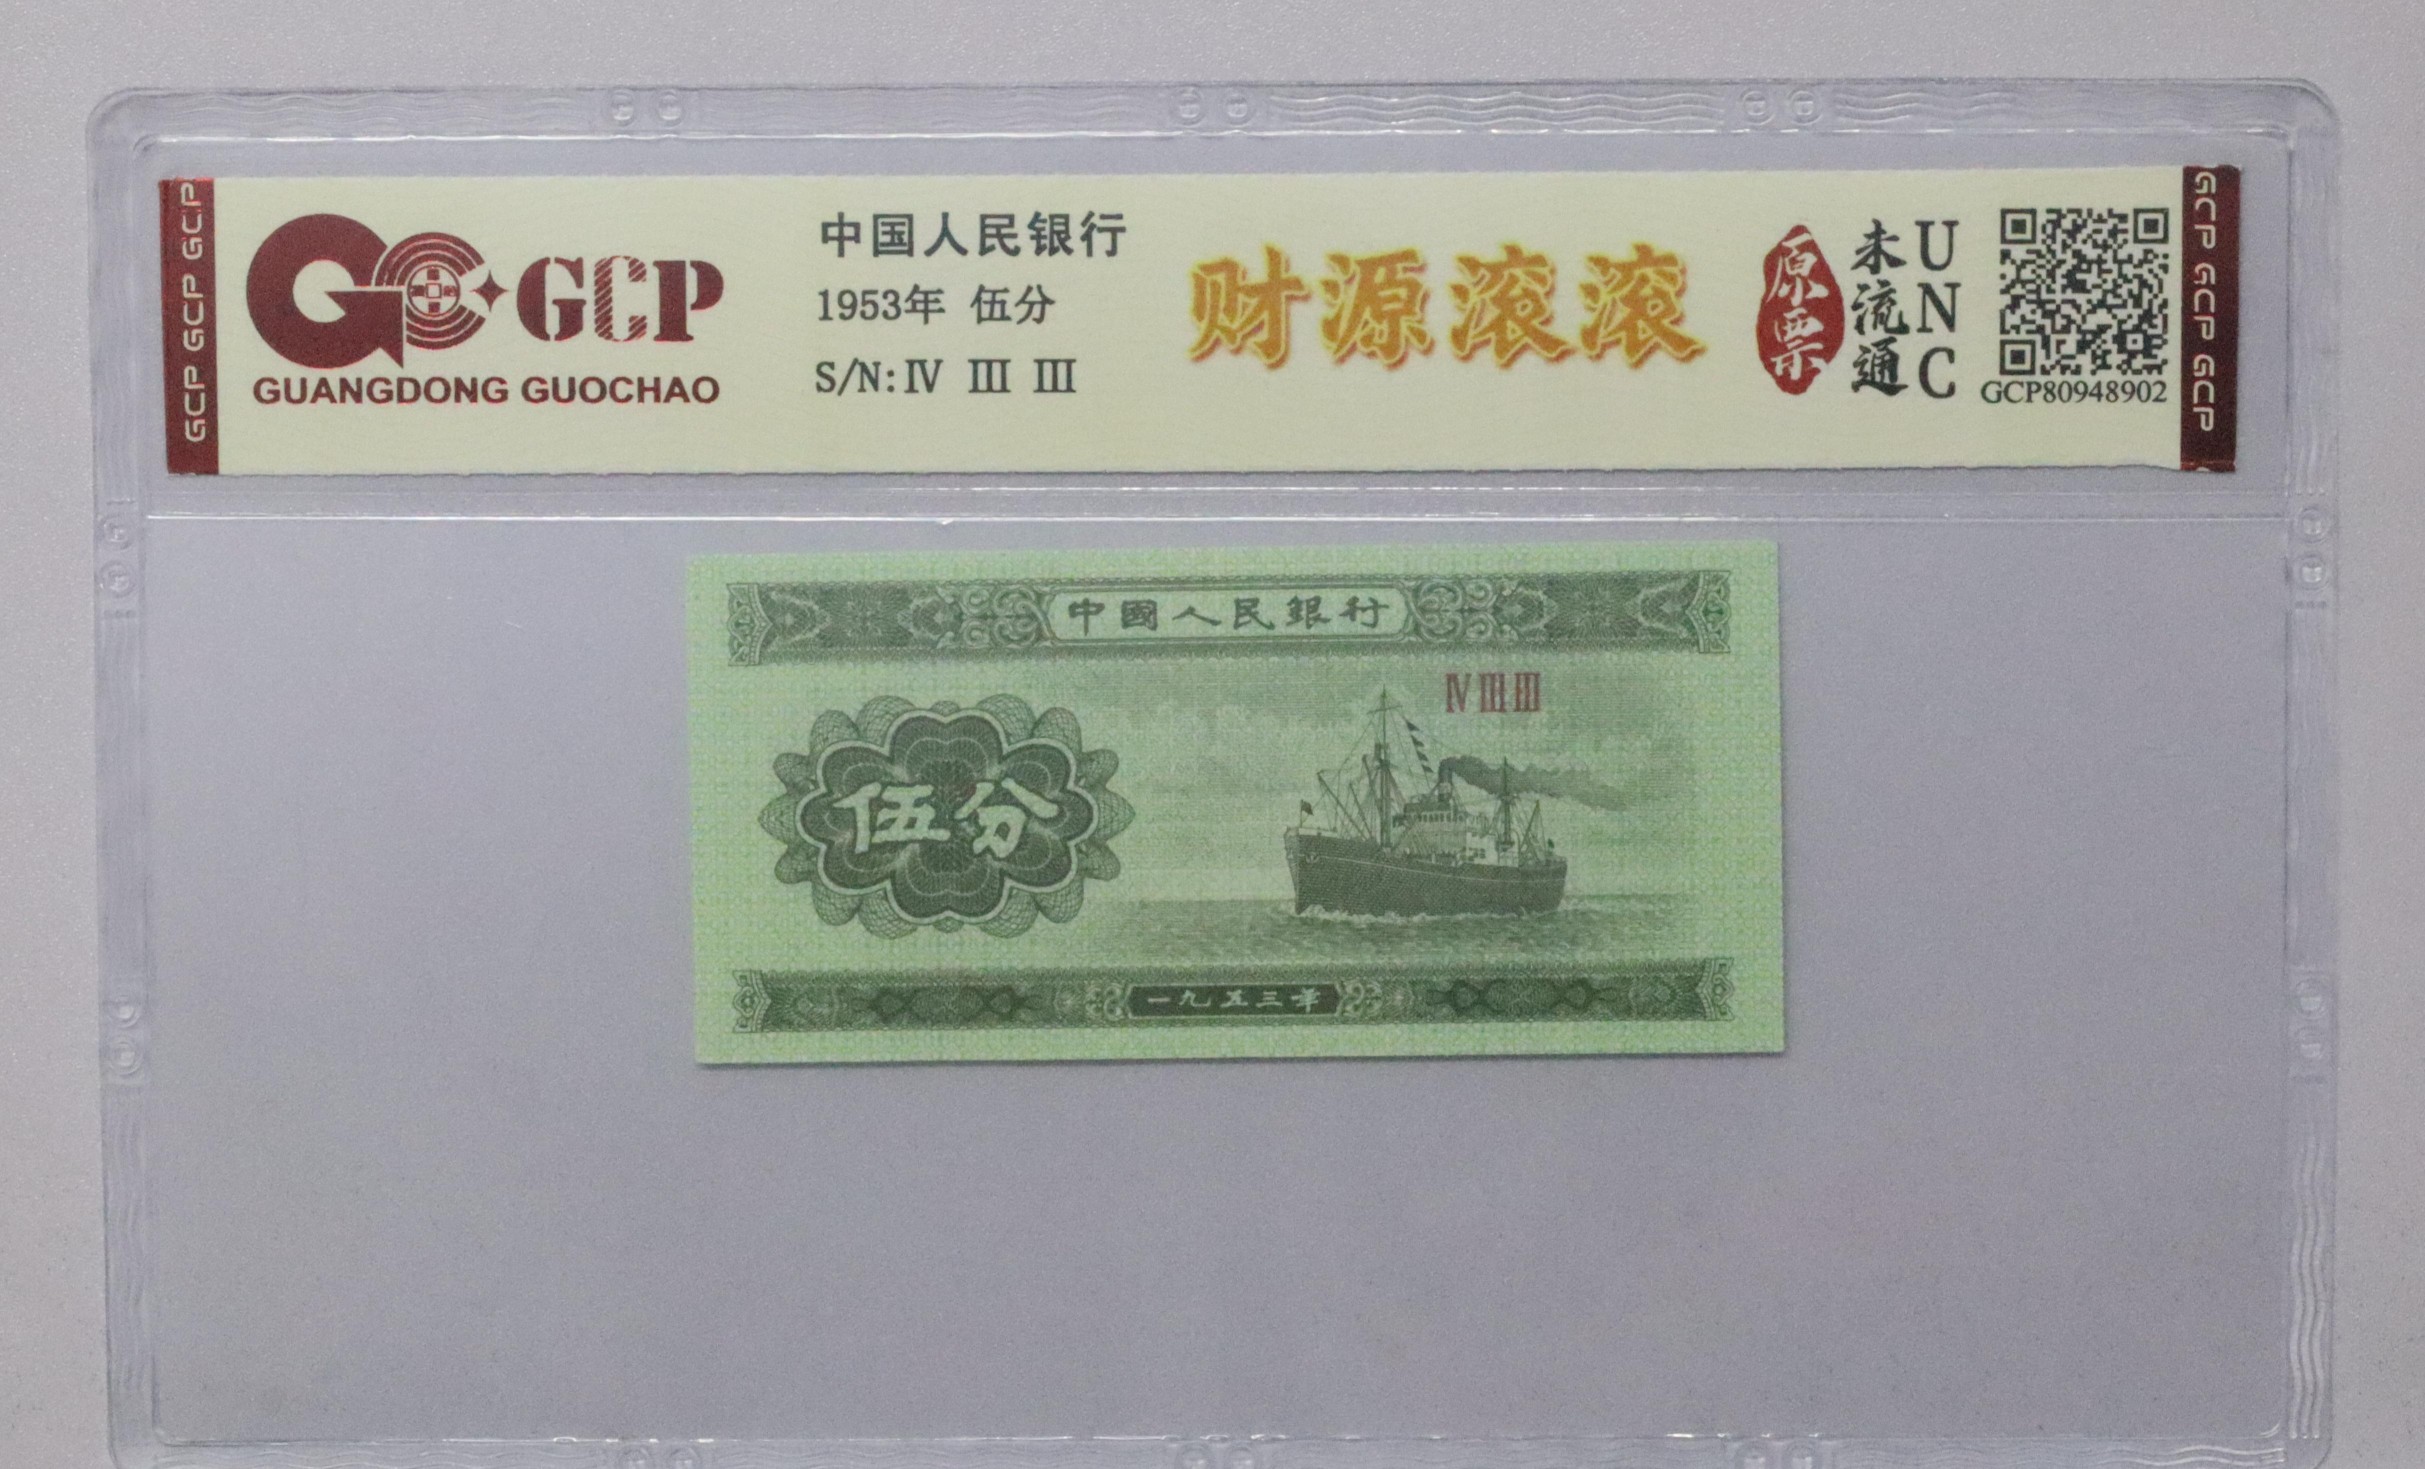 GCP GCP GCP
GCP
GUANGDONG GUOCHAO
中国人民银行
1953年 伍分
S/N: IV III III
财源滚滚
原票
未流通
UNC
GCP80948902
GCP GCP GCP
中國人民銀行
IV III III
伍分
一九五三年